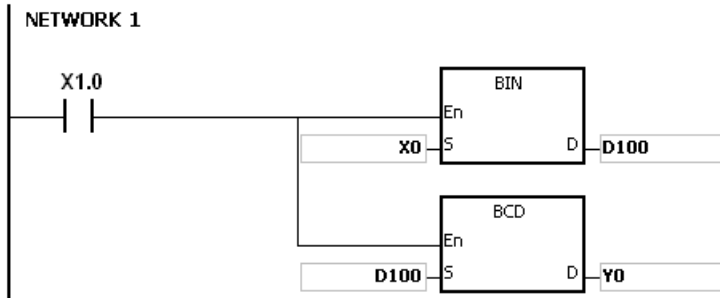 NETWORK 1
X1.0
BIN
En
X0 S D D100
BCD
En
D100 S D Y0